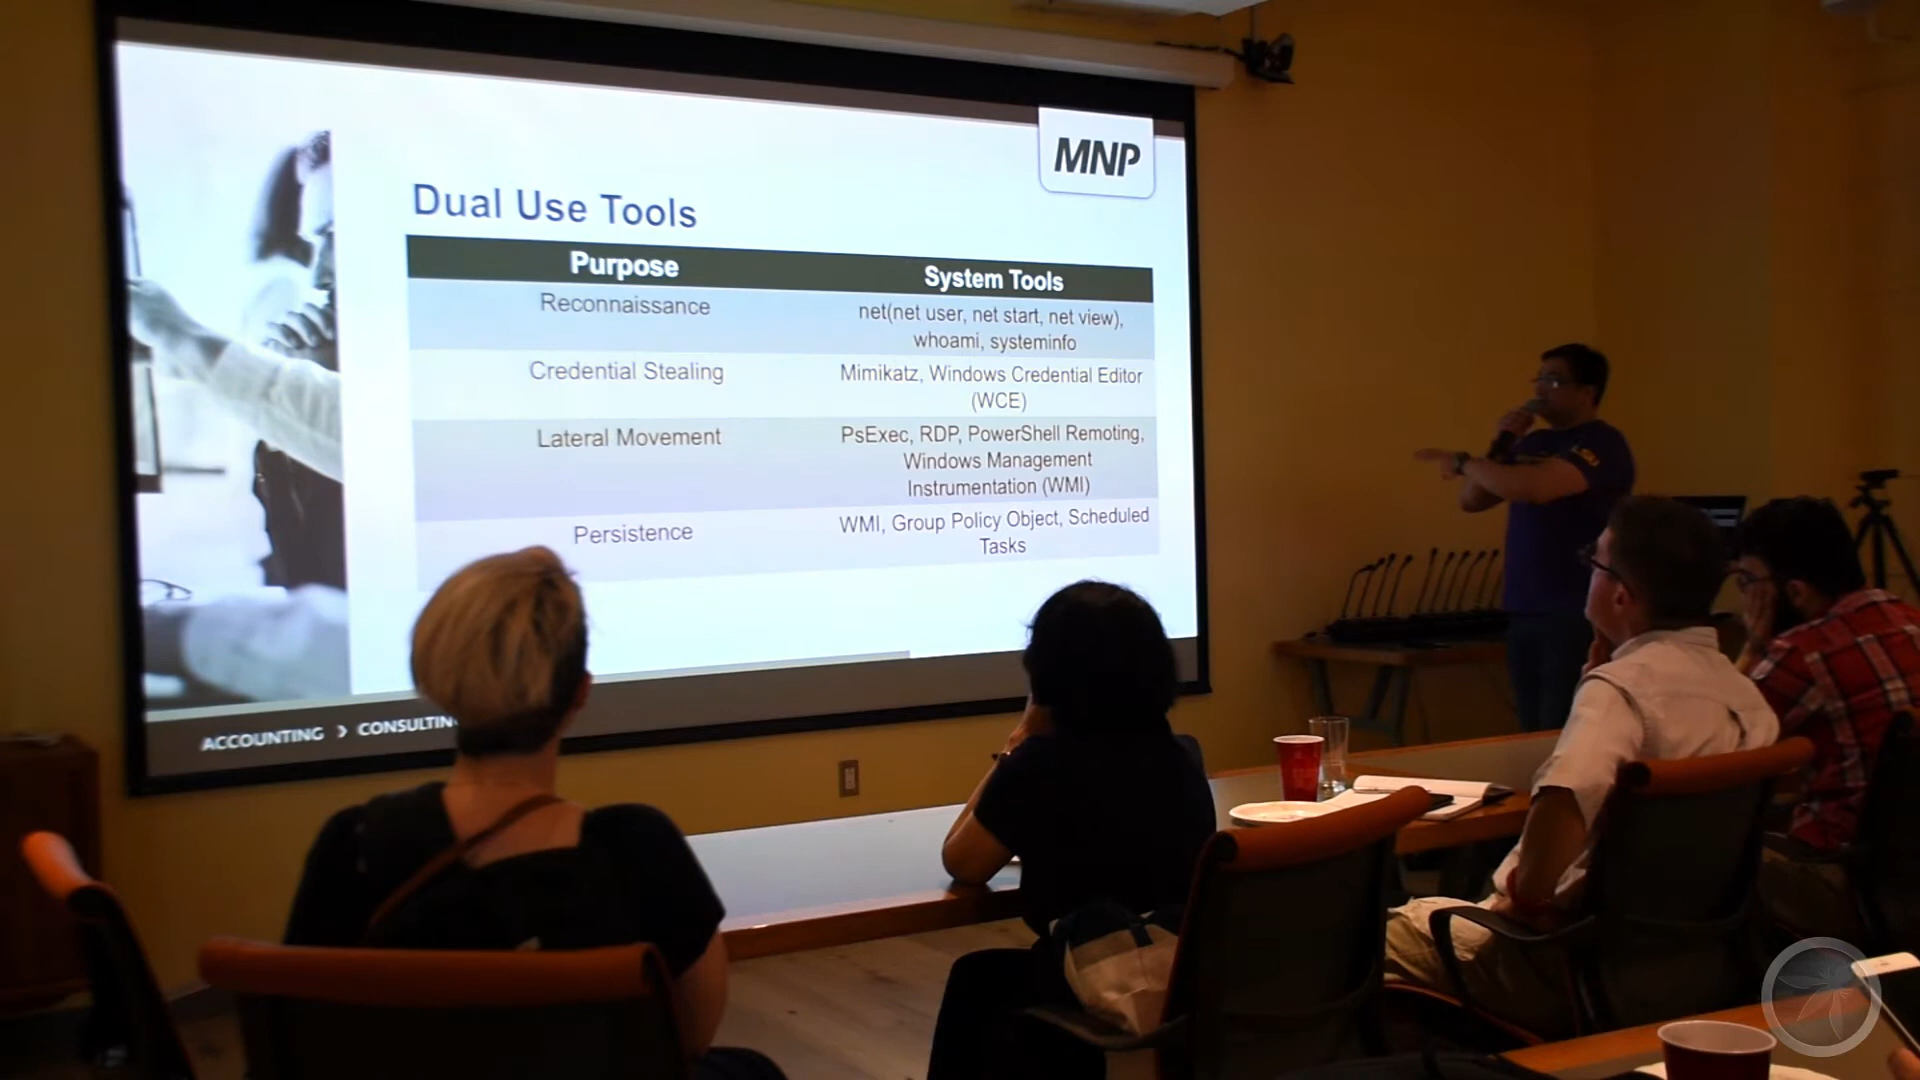 MNP
Dual Use Tools
Purpose
System Tools
Reconnaissance
net(net user, net start, net view),
whoami, systeminfo
Credential Stealing
Mimikatz, Windows Credential Editor
(WCE)
Lateral Movement
PsExec, RDP, PowerShell Remoting,
Windows Management
Instrumentation (WMI)
Persistence
WMI, Group Policy Object, Scheduled
Tasks
ACCOUNTING › CONSULTIN
LSU